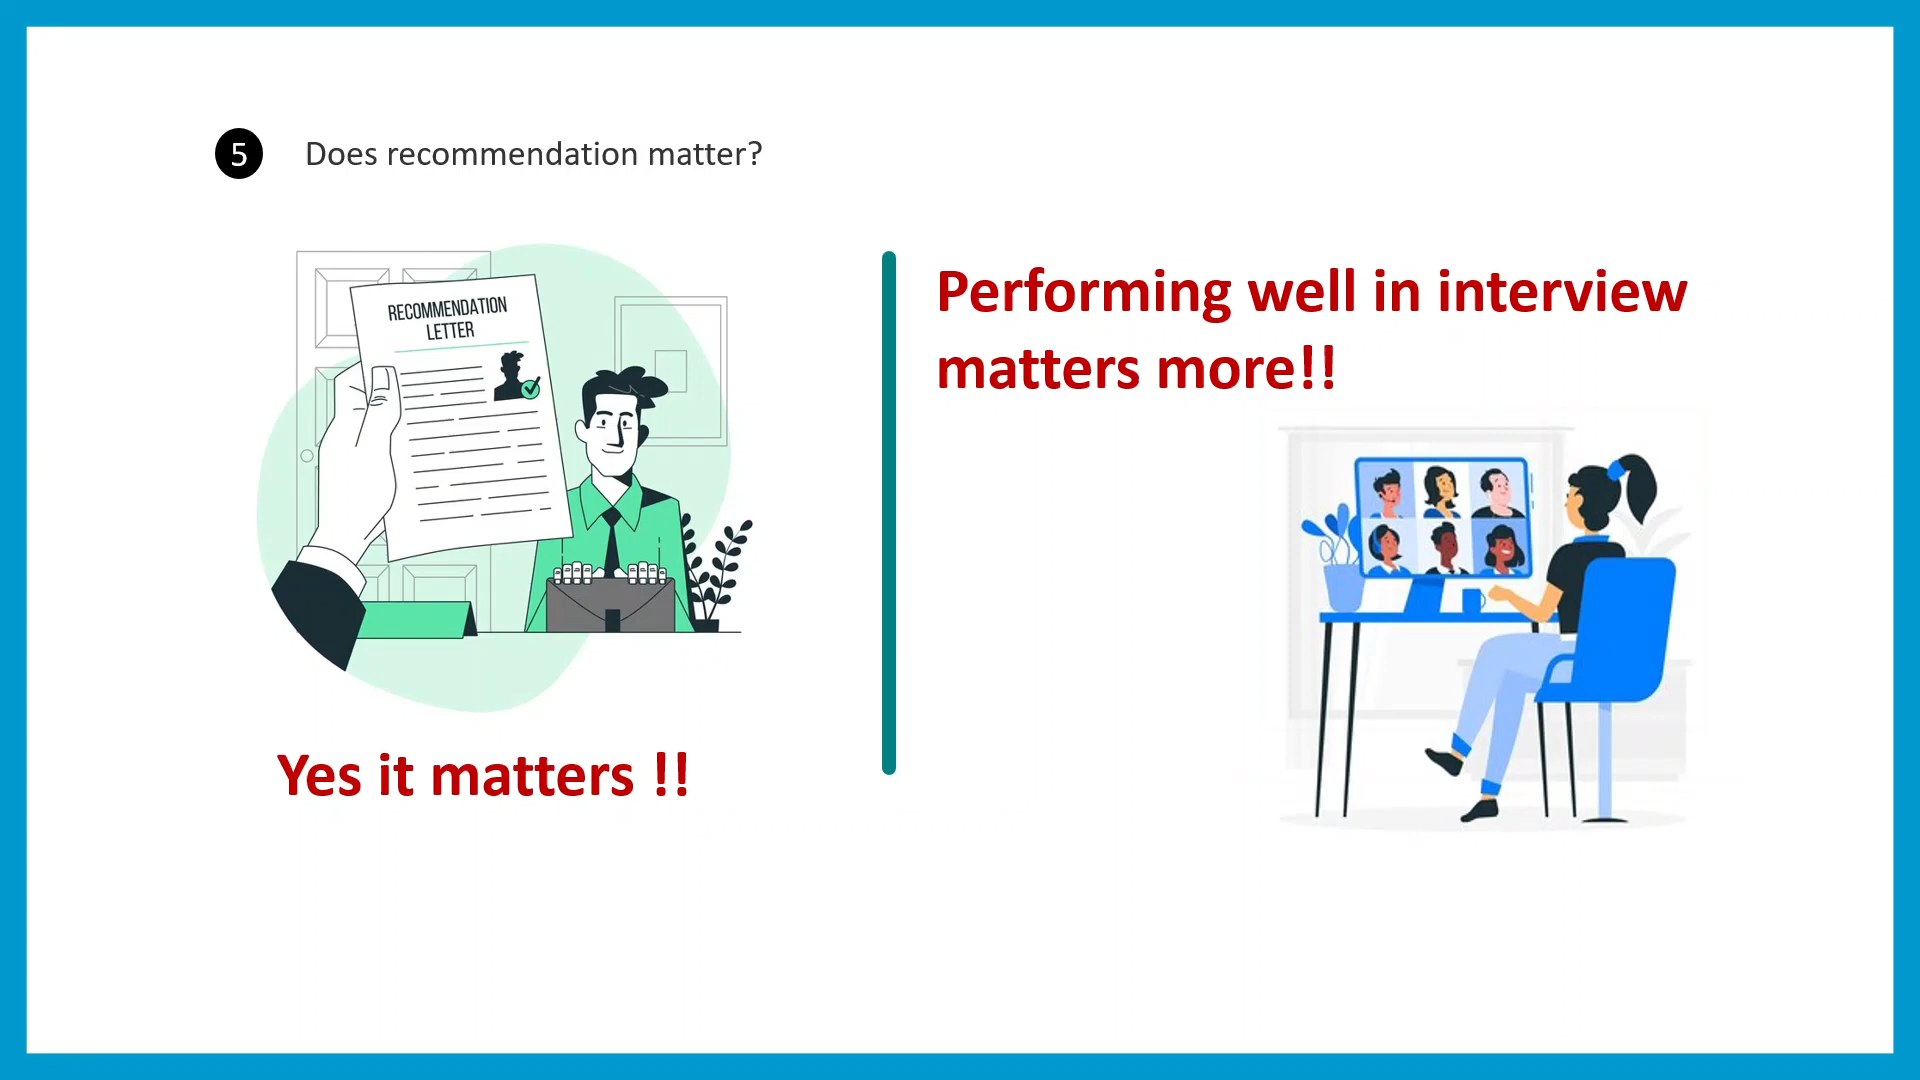 5 Does recommendation matter?
RECOMMENDATION
LETTER
Yes it matters !!
Performing well in interview
matters more!!